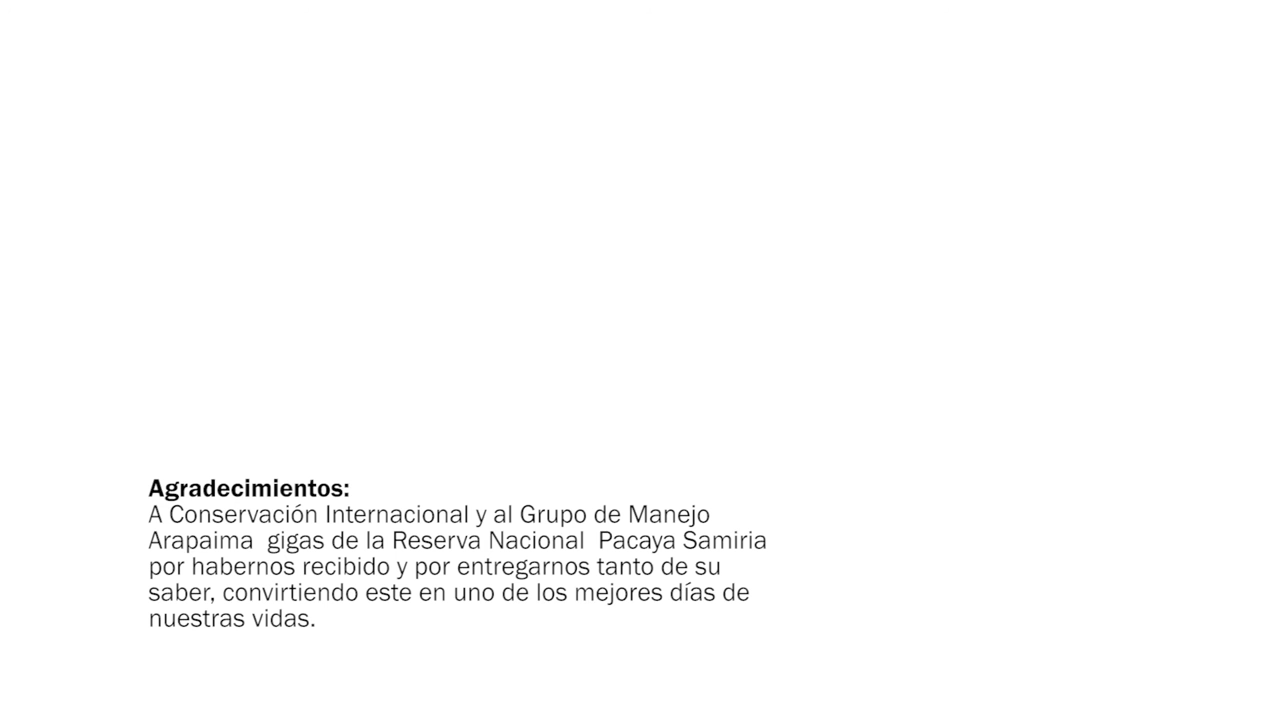 Agradecimientos:
A Conservación Internacional y al Grupo de Manejo
Arapaima  gigas de la Reserva Nacional  Pacaya Samiria
por habernos recibido y por entregarnos tanto de su
saber, convirtiendo este en uno de los mejores días de
nuestras vidas.